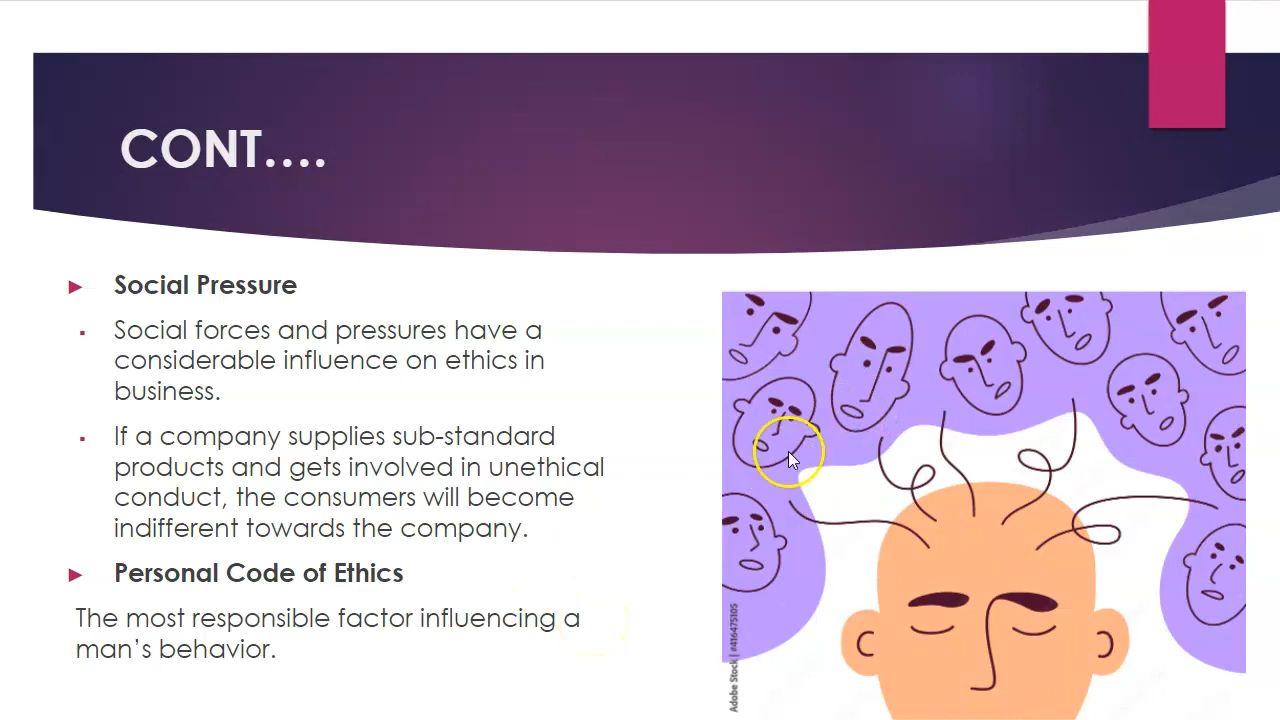 CONT....
Social Pressure
Social forces and pressures have a
considerable influence on ethics in
business.
If a company supplies sub-standard
products and gets involved in unethical
conduct, the consumers will become
indifferent towards the company.
Personal Code of Ethics
The most responsible factor influencing a
man’s behavior.
Adobe Stock | #416475105